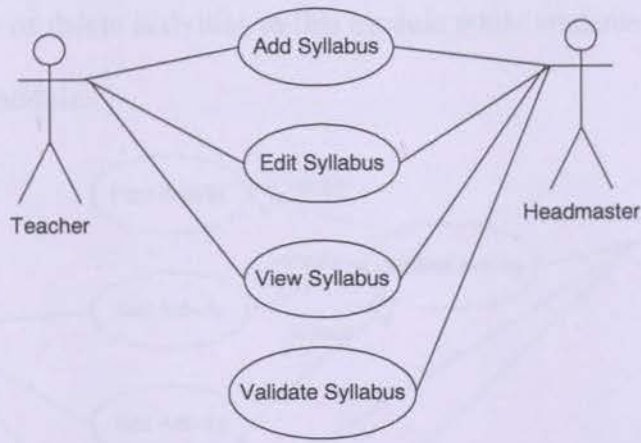 Add Syllabus
Edit Syllabus
Teacher
Headmaster
View Syllabus
Validate Syllabus